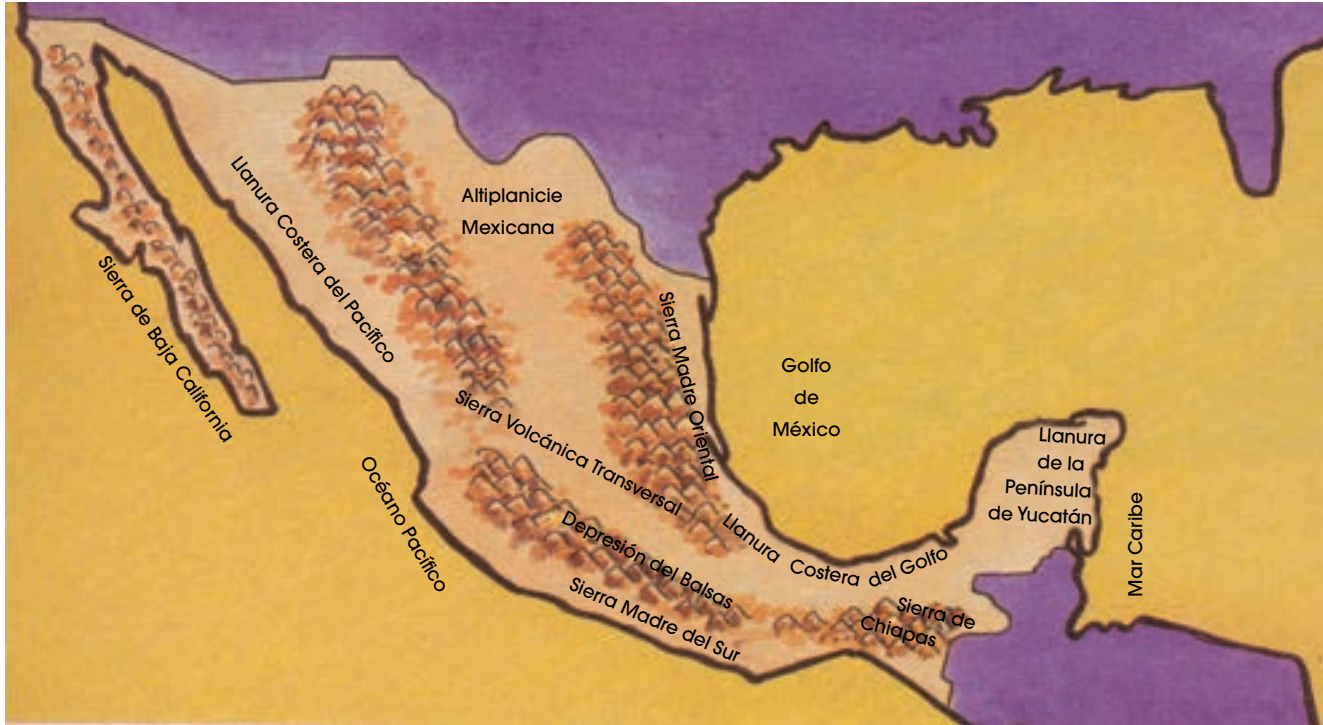 Altiplanicie
Mexicana
Llanura Costera del Pacífico
Sierra de Baja California
Sierra Madre Oriental
Golfo
de
México
Sierra Volcánica Transversal
Llanura
de la
Península
de Yucatán
Océano Pacífico
Mar Caribe
Depresión del Balsas
Llanura Costera del Golfo
Sierra Madre del Sur
Sierra de
Chiapas